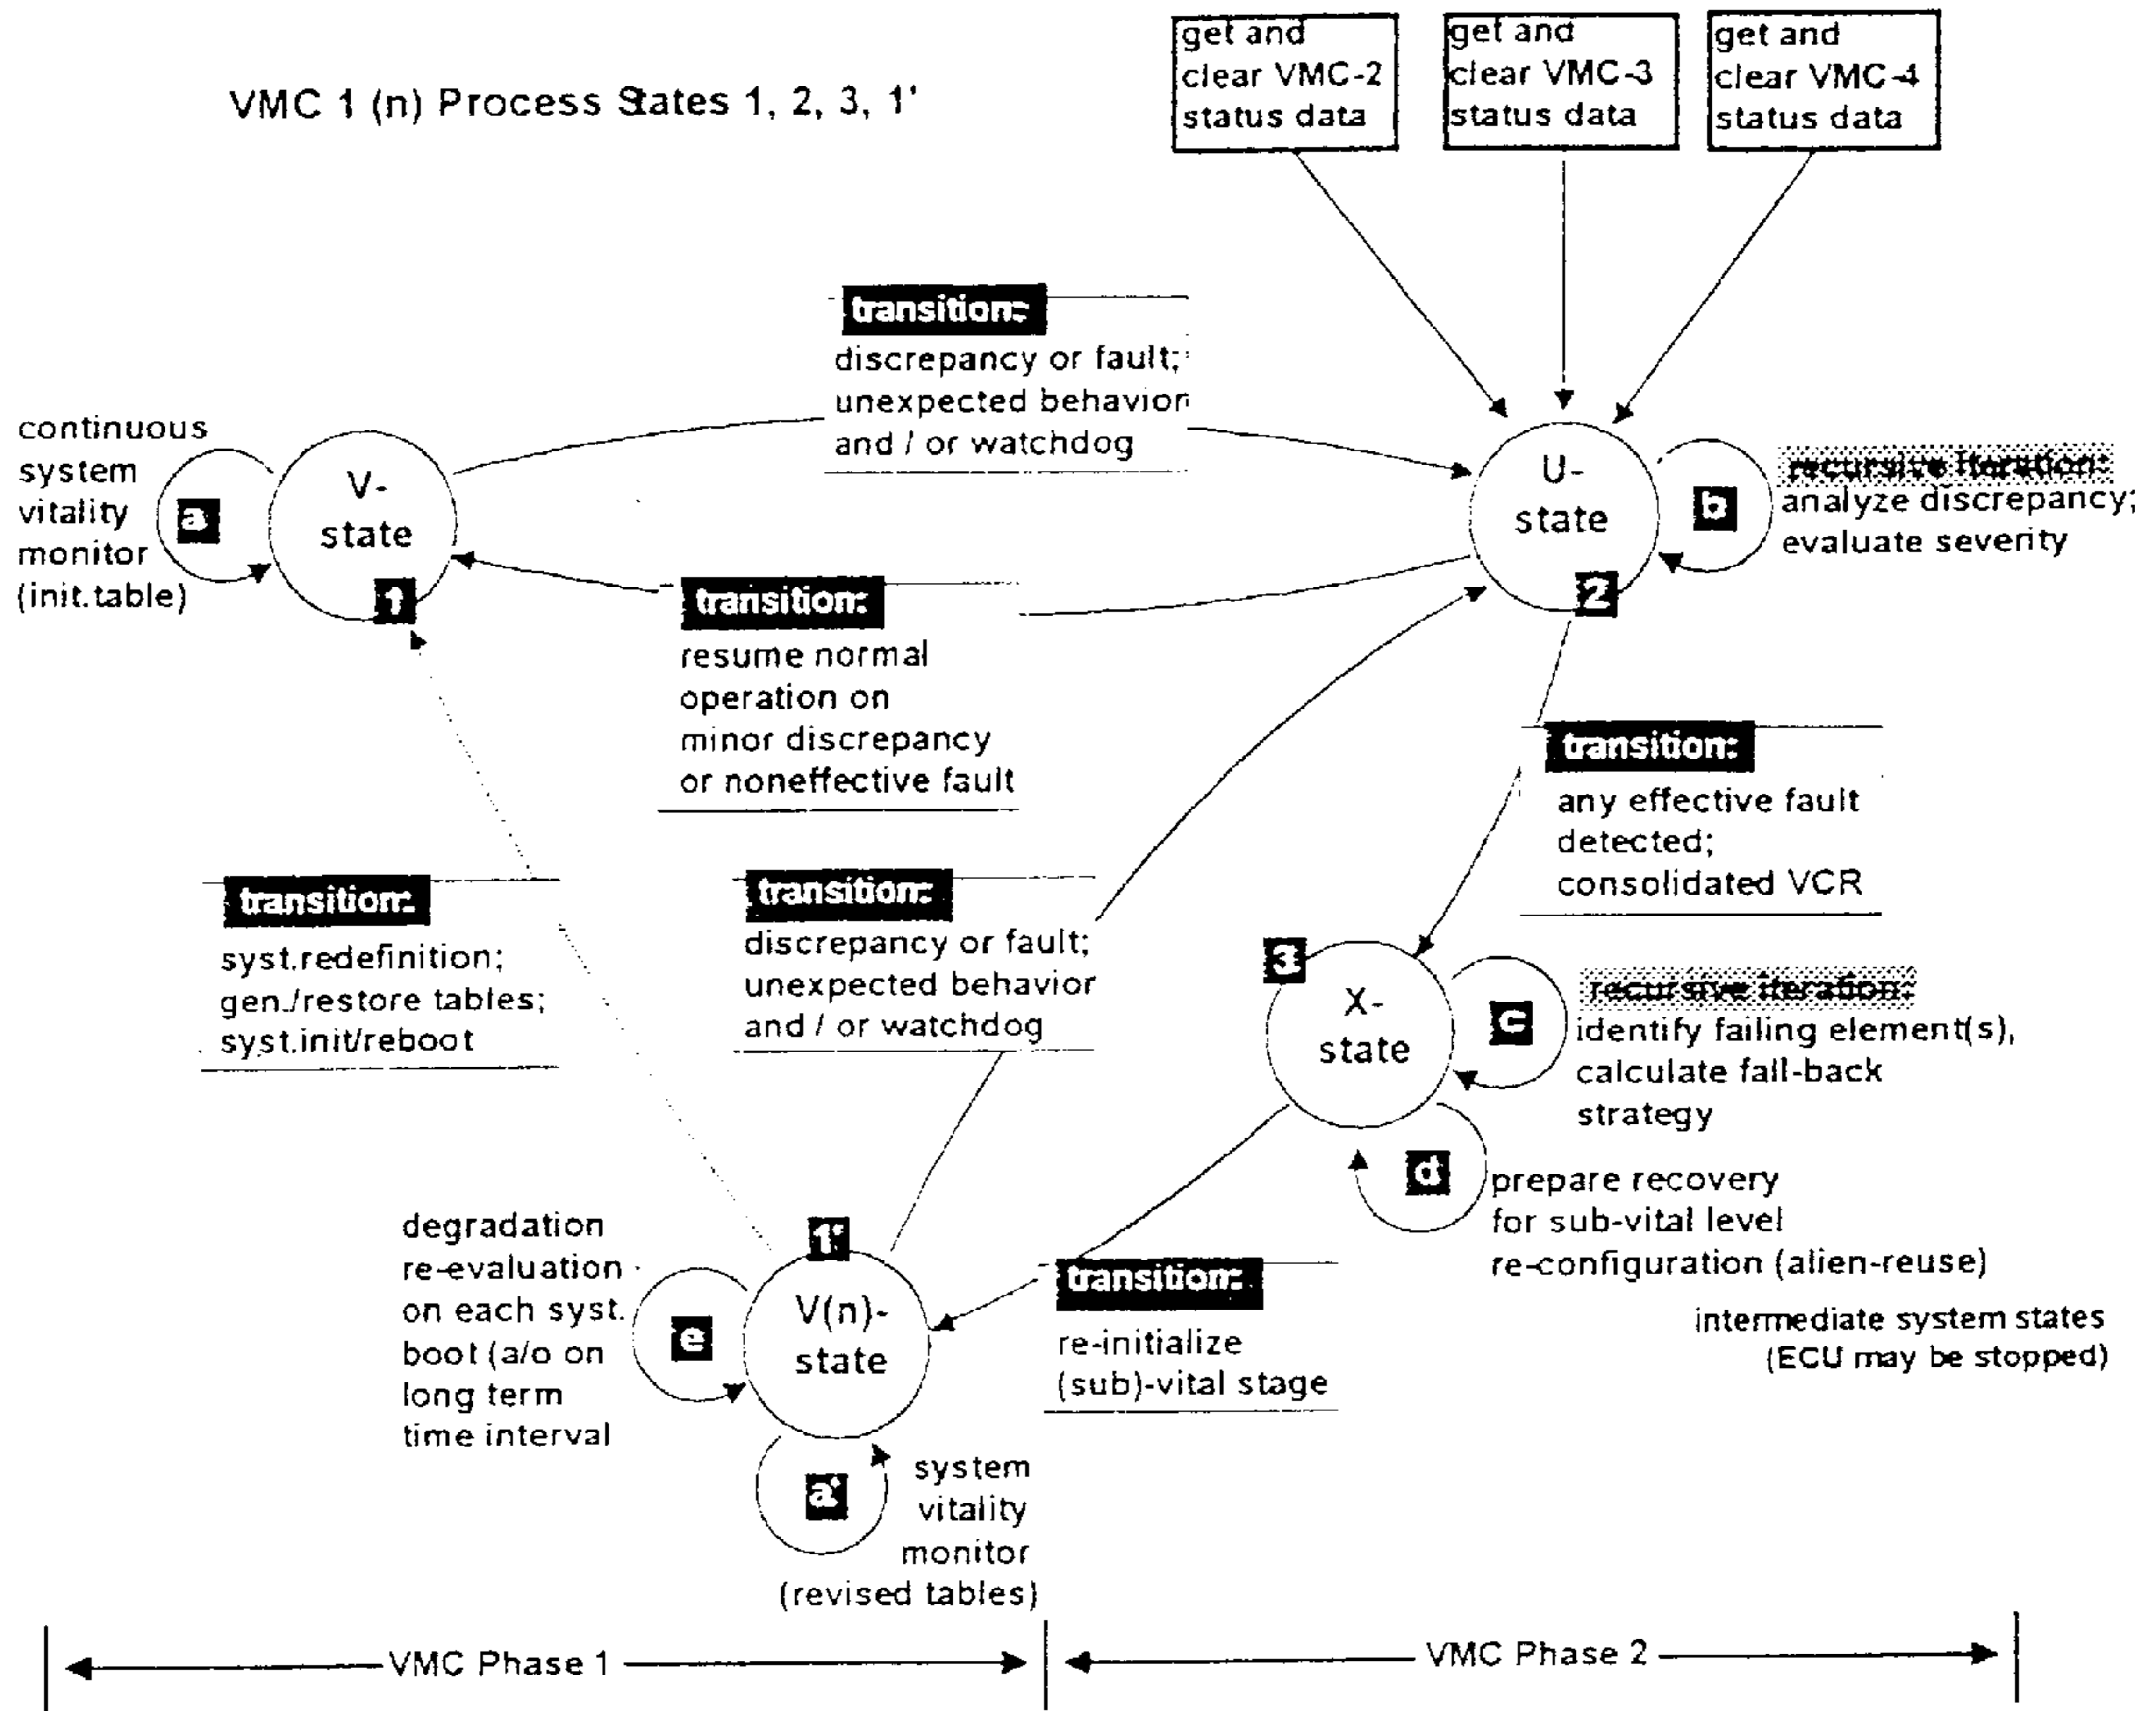 VMC 1 (n) Process States 1, 2, 3, 1'
get and
clear VMC-2
status data
get and
clear VMC-3
status data
get and
clear VMC-4
status data
transition:
discrepancy or fault;
unexpected behavior
and / or watchdog
continuous
system
vitality
monitor
(init.table)
a
V-
state
1
U-
state
2
b
recursive iteration:
analyze discrepancy;
evaluate severity
transition:
resume normal
operation on
minor discrepancy
or noneffective fault
transition:
any effective fault
detected;
consolidated VCR
transition:
syst.redefinition;
gen./restore tables;
syst.init/reboot
transition:
discrepancy or fault;
unexpected behavior
and / or watchdog
3
X-
state
c
recursive iteration:
identify failing element(s),
calculate fall-back
strategy
d
prepare recovery
for sub-vital level
re-configuration (alien-reuse)
intermediate system states
(ECU may be stopped)
degradation
re-evaluation
on each syst.
boot (a/o on
long term
time interval
e
1'
V(n)-
state
transition:
re-initialize
(sub)-vital stage
a'
system
vitality
monitor
(revised tables)
VMC Phase 1
VMC Phase 2